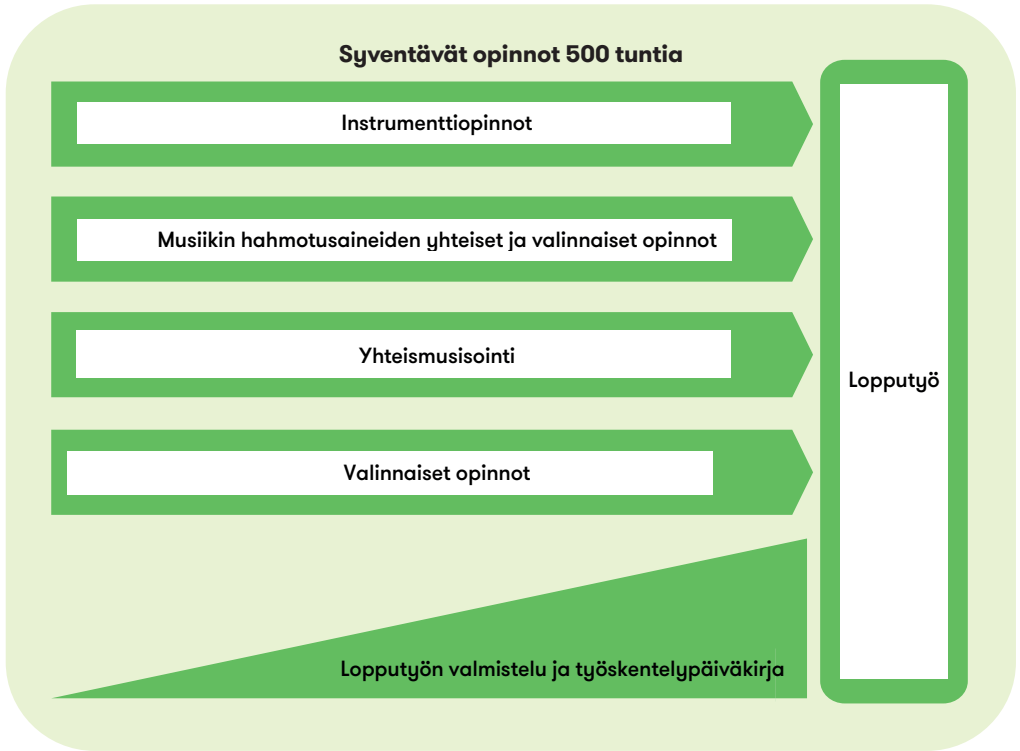 Syventävät opinnot 500 tuntia
Instrumenttiopinnot
Musiikin hahmotusaineiden yhteiset ja valinnaiset opinnot
Yhteismusisointi
Valinnaiset opinnot
Lopputyön valmistelu ja työskentelypäiväkirja
Lopputyö